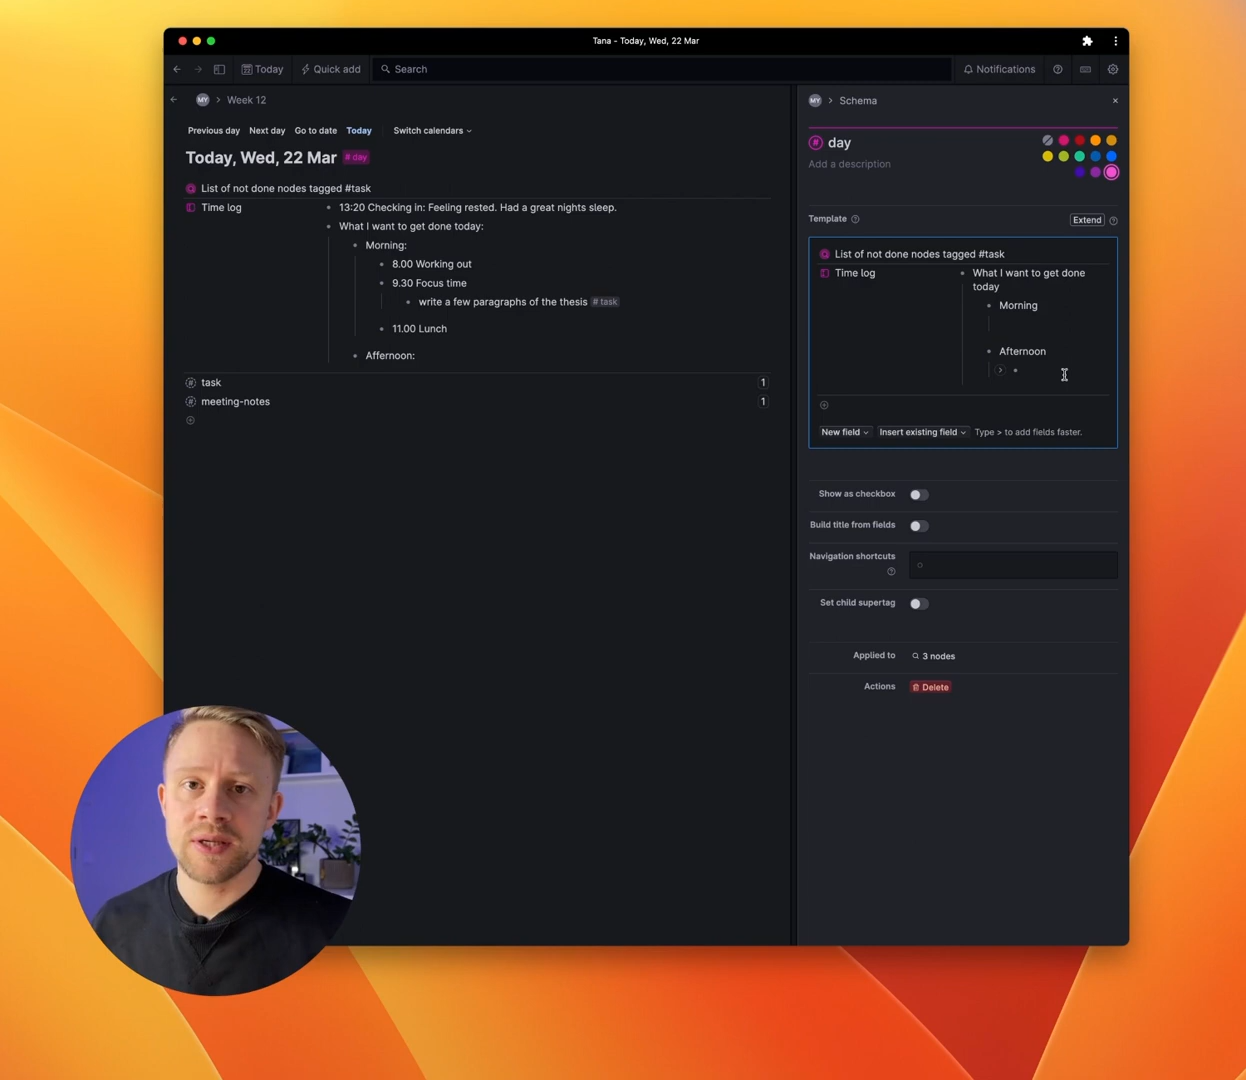 Tana - Today, Wed, 22 Mar
Today
Quick add
Search
Notifications
MY
Week 12
Previous day Next day Go to date Today Switch calendars
Today, Wed, 22 Mar # day
List of not done nodes tagged #task
Time log
13:20 Checking in: Feeling rested. Had a great nights sleep.
What I want to get done today:
Morning:
8.00 Working out
9.30 Focus time
write a few paragraphs of the thesis # task
11.00 Lunch
Afternoon:
task 1
meeting-notes 1
MY
Schema
# day
Add a description
Template
Extend
List of not done nodes tagged #task
Time log
What I want to get done
today
Morning
Afternoon
New field Insert existing field Type > to add fields faster.
Show as checkbox
Build title from fields
Navigation shortcuts
Set child supertag
Applied to 3 nodes
Actions Delete